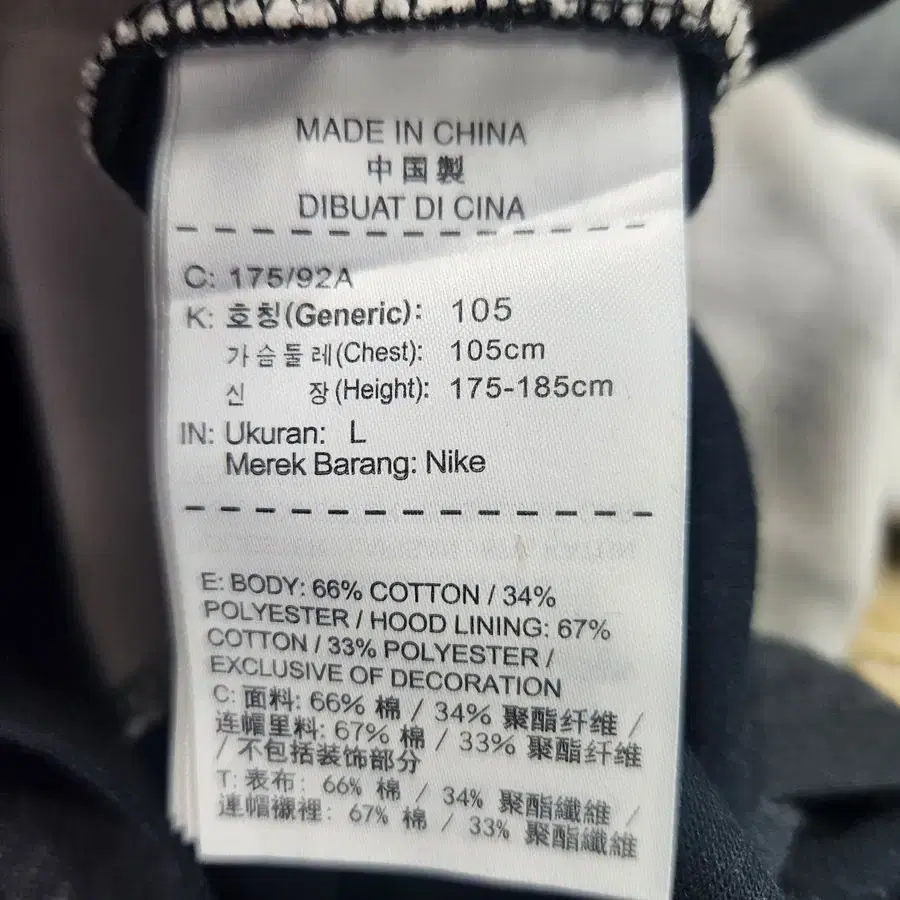 MADE IN CHINA
中国製
DIBUAT DI CINA
C: 175/92A
K: 호칭(Generic): 105
가슴둘레(Chest): 105cm
신 장(Height): 175-185cm
IN: Ukuran: L
Merek Barang: Nike
E: BODY: 66% COTTON / 34%
POLYESTER / HOOD LINING: 67%
COTTON / 33% POLYESTER /
EXCLUSIVE OF DECORATION
C: 面料: 66% 棉 / 34% 聚酯纤维 /
连帽里料: 67% 棉 / 33% 聚酯纤维
/ 不包括装饰部分
T: 表布: 66% 棉 / 34% 聚酯纖維 /
連帽襯裡: 67% 棉 / 33% 聚酯纖維